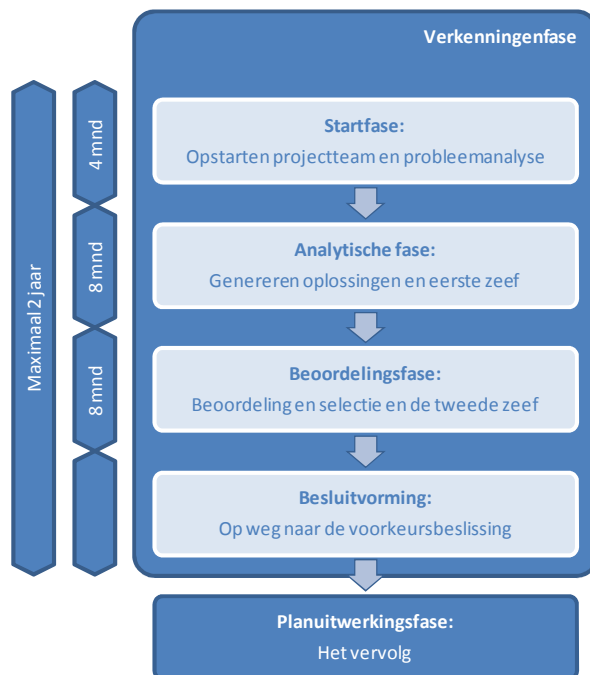 Verkenningenfase
Maximaal 2 jaar
4 mnd
8 mnd
8 mnd
Startfase:
Opstarten projectteam en probleemanalyse
Analytische fase:
Genereren oplossingen en eerste zeef
Beoordelingsfase:
Beoordeling en selectie en de tweede zeef
Besluitvorming:
Op weg naar de voorkeursbeslissing
Planuitwerkingsfase:
Het vervolg